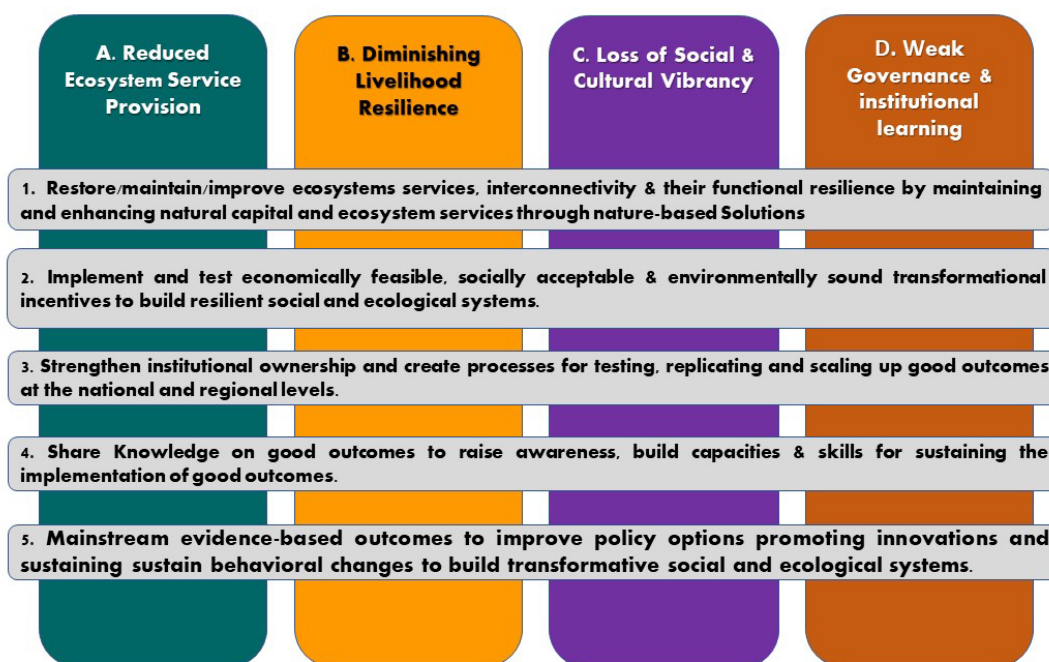 A. Reduced
Ecosystem Service
Provision
B. Diminishing
Livelihood
Resilience
C. Loss of Social &
Cultural Vibrancy
D. Weak
Governance &
institutional
learning
1. Restore/maintain/improve ecosystems services, interconnectivity & their functional resilience by maintaining
and enhancing natural capital and ecosystem services through nature-based Solutions
2. Implement and test economically feasible, socially acceptable & environmentally sound transformational
incentives to build resilient social and ecological systems.
3. Strengthen institutional ownership and create processes for testing, replicating and scaling up good outcomes
at the national and regional levels.
4. Share Knowledge on good outcomes to raise awareness, build capacities & skills for sustaining the
implementation of good outcomes.
5. Mainstream evidence-based outcomes to improve policy options promoting innovations and
sustaining sustain behavioral changes to build transformative social and ecological systems.